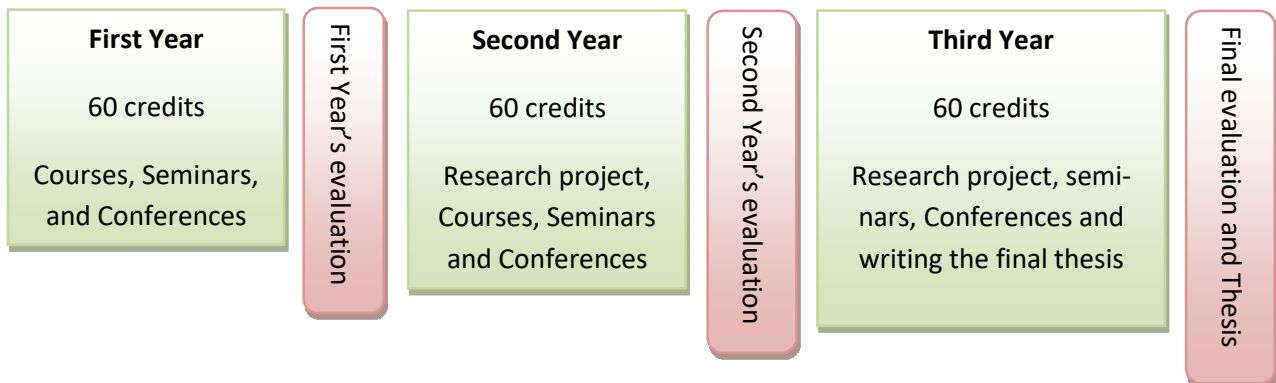 First Year
60 credits
Courses, Seminars,
and Conferences
First Year's evaluation
Second Year
60 credits
Research project,
Courses, Seminars
and Conferences
Second Year's evaluation
Third Year
60 credits
Research project, semi-
nars, Conferences and
writing the final thesis
Final evaluation and Thesis